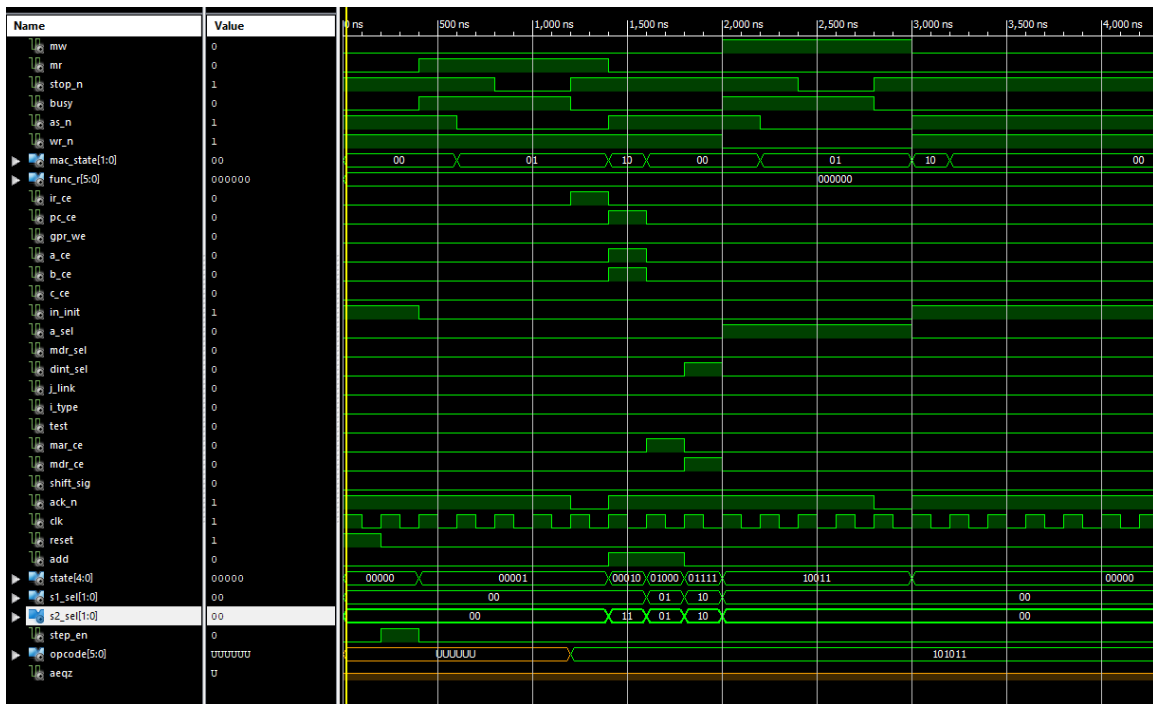 Name Value 0 ns 500 ns 1,000 ns 1,500 ns 2,000 ns 2,500 ns 3,000 ns 3,500 ns 4,000 ns
mw 0
mr 0
stop_n 1
busy 0
as_n 1
wr_n 1
mac_state[1:0] 00 00 01 10 00 01 10 00
func_r[5:0] 000000 000000
ir_ce 0
pc_ce 0
gpr_we 0
a_ce 0
b_ce 0
c_ce 0
in_init 1
a_sel 0
mdr_sel 0
dint_sel 0
j_link 0
i_type 0
test 0
mar_ce 0
mdr_ce 0
shift_sig 0
ack_n 1
clk 1
reset 1
add 0
state[4:0] 00000 00000 00001 00010 01000 01111 10011 00000
s1_sel[1:0] 00 00 01 10 00
s2_sel[1:0] 00 00 11 01 10 00
step_en 0
opcode[5:0] UUUUUU UUUUUU 101011
aeqz U